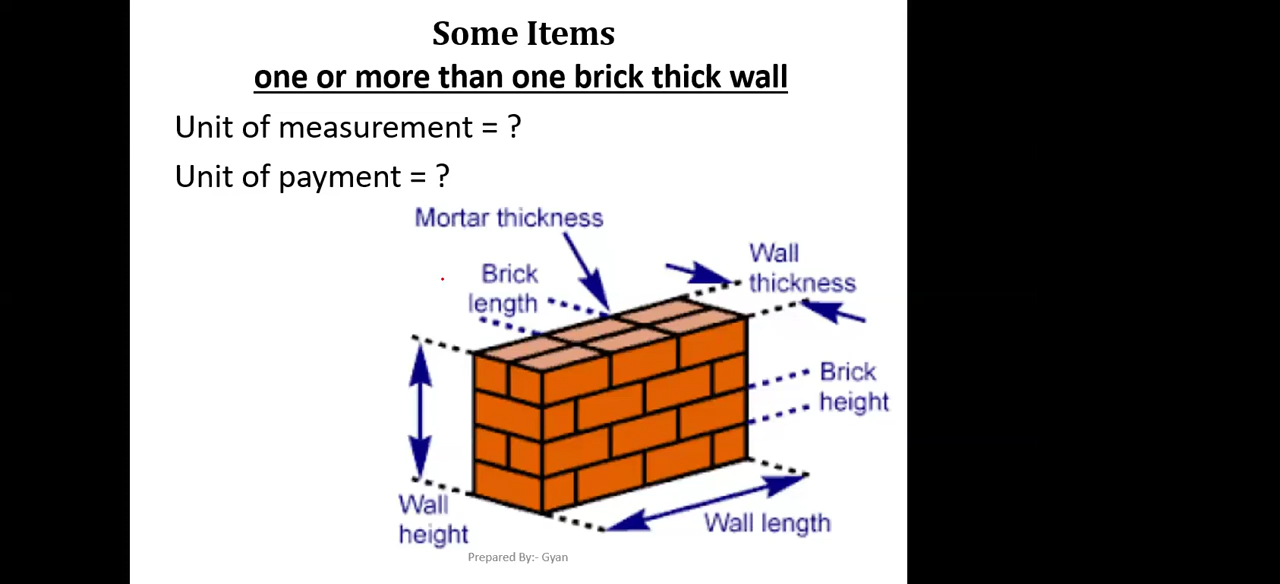 Some Items
one or more than one brick thick wall
Unit of measurement = ?
Unit of payment = ?
Mortar thickness
Wall
thickness
Brick
length
Brick
height
Wall
height
Wall length
Prepared By:- Gyan